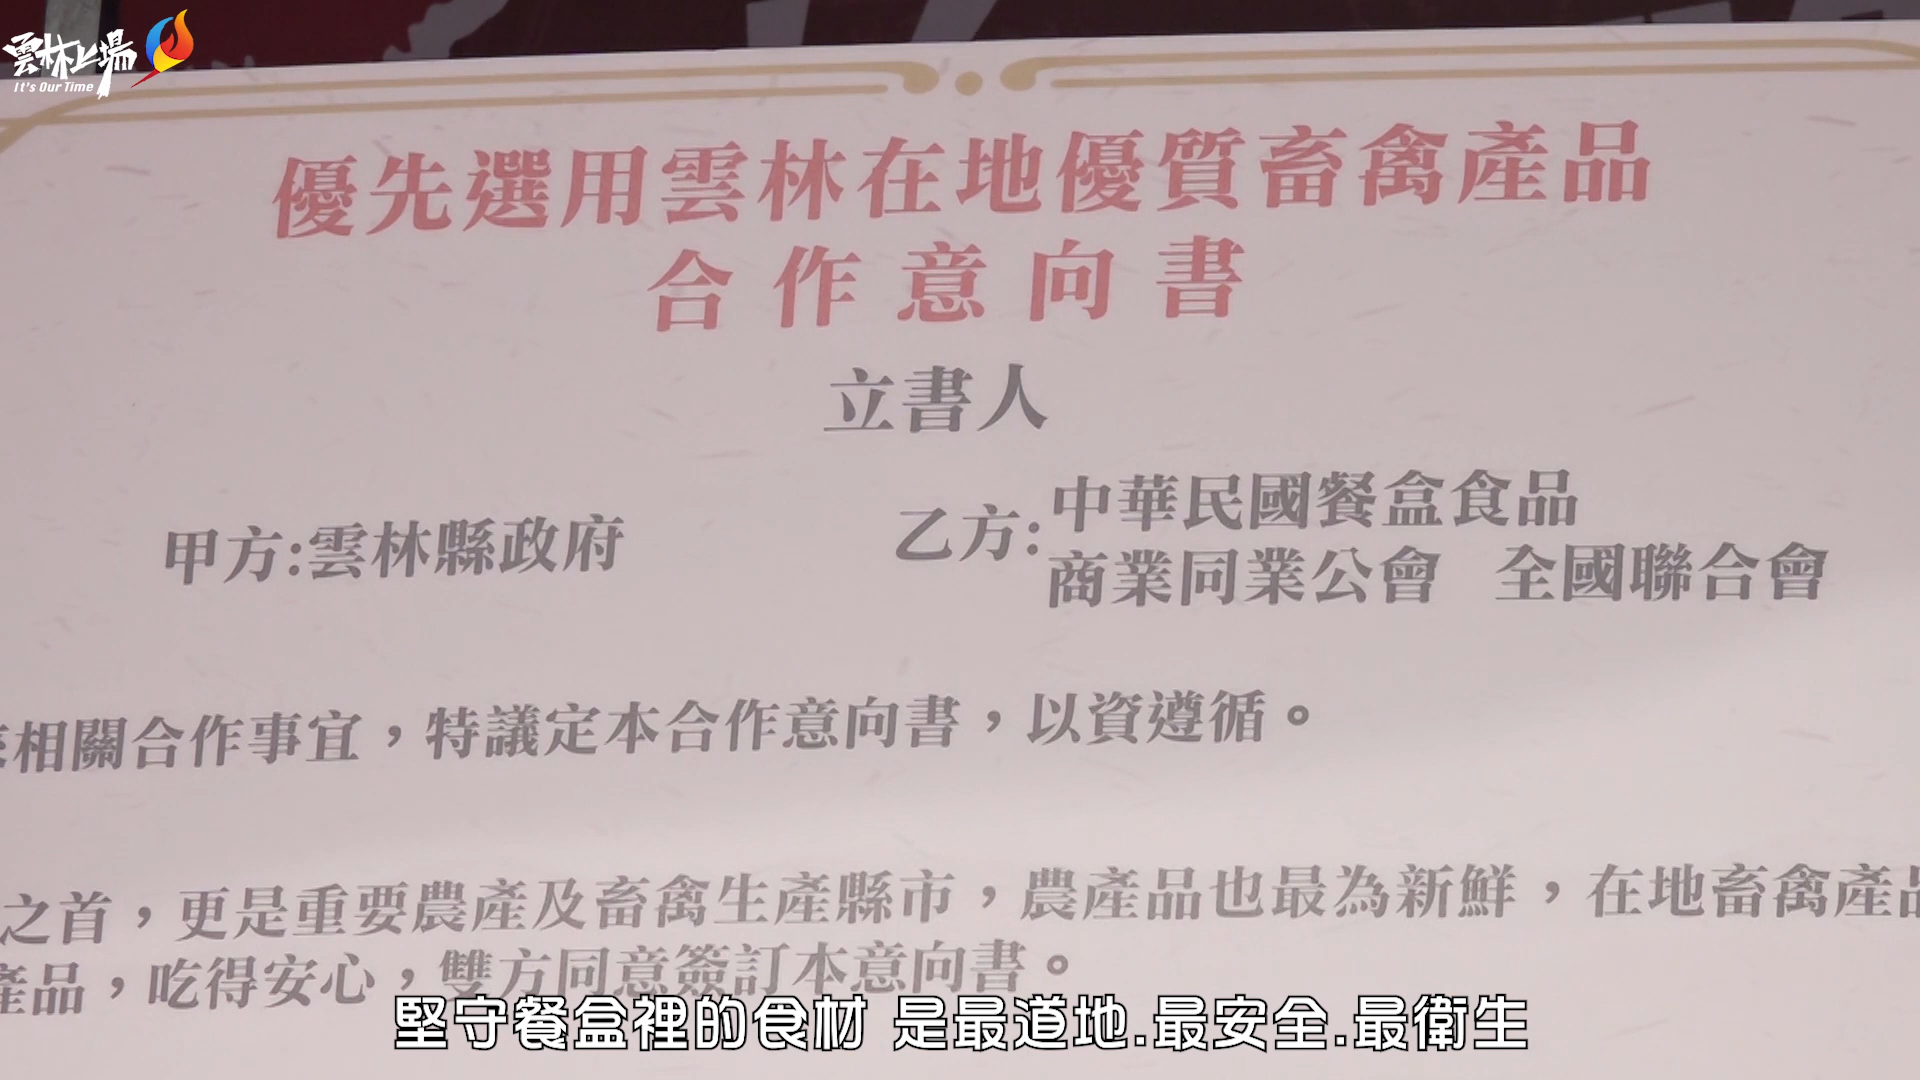 雲林上場
It's Our Time
優先選用雲林在地優質畜禽產品
合作意向書
立書人
甲方:雲林縣政府
乙方:中華民國餐盒食品
商業同業公會 全國聯合會
相關合作事宜，特議定本合作意向書，以資遵循。
之首，更是重要農產及畜禽生產縣市，農產品也最為新鮮，在地畜禽產品
產品，吃得安心，雙方同意簽訂本意向書。
堅守餐盒裡的食材 是最道地.最安全.最衛生